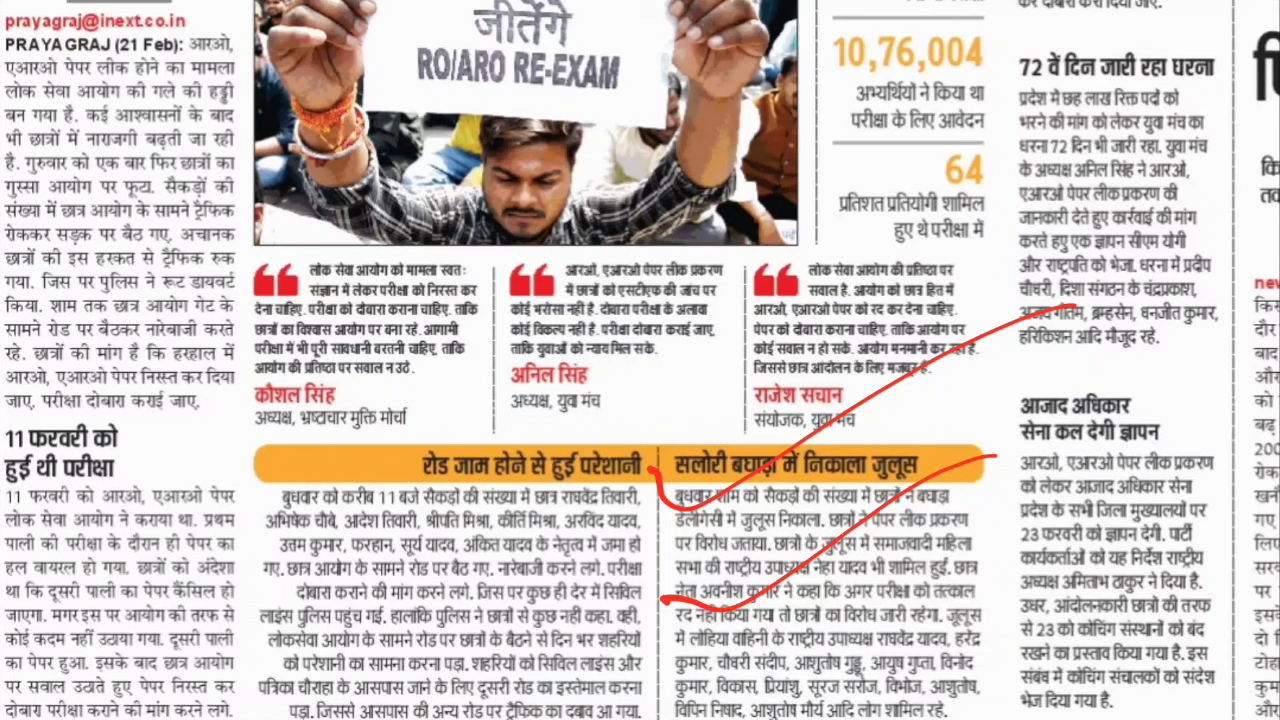 prayagraj@inext.co.in
PRAYAGRAJ (21 Feb): आरओ,
एआरओ पेपर लीक होने का मामला
लोक सेवा आयोग की गले की हड्डी
बन गया है. कई आश्वासनों के बाद
भी छात्रों में नाराजगी बढ़ती जा रही
है. गुरुवार को एक बार फिर छात्रों का
गुस्सा आयोग पर फूटा. सैकड़ों की
संख्या में छात्र आयोग के सामने ट्रैफिक
रोककर सड़क पर बैठ गए. अचानक
छात्रों की इस हरकत से ट्रैफिक रुक
गया. जिस पर पुलिस ने रूट डायवर्ट
किया. शाम तक छात्र आयोग गेट के
सामने रोड पर बैठकर नारेबाजी करते
रहे. छात्रों की मांग है कि हरहाल में
आरओ, एआरओ पेपर निरस्त कर दिया
जाए. परीक्षा दोबारा कराई जाए.
11 फरवरी को
हुई थी परीक्षा
11 फरवरी को आरओ, एआरओ पेपर
लोक सेवा आयोग ने कराया था. प्रथम
पाली की परीक्षा के दौरान ही पेपर का
हल वायरल हो गया. छात्रों को अंदेशा
था कि दूसरी पाली का पेपर कैंसिल हो
जाएगा. मगर इस पर आयोग की तरफ से
कोई कदम नहीं उठाया गया. दूसरी पाली
का पेपर हुआ. इसके बाद छात्र आयोग
पर सवाल उठाते हुए पेपर निरस्त कर
दोबारा परीक्षा कराने की मांग करने लगे.
जीतेंगे
RO/ARO RE-EXAM
10,76,004
अभ्यर्थियों ने किया था
परीक्षा के लिए आवेदन
64
प्रतिशत प्रतियोगी शामिल
हुए थे परीक्षा में
लोक सेवा आयोग को मामला स्वतः
संज्ञान में लेकर परीक्षा को निरस्त कर
देना चाहिए. परीक्षा को दोबारा कराना चाहिए. ताकि
छात्रों का विश्वास आयोग पर बना रहे. आगामी
परीक्षा में भी पूरी सावधानी बरतनी चाहिए. ताकि
आयोग की प्रतिष्ठा पर सवाल न उठे.
कौशल सिंह
अध्यक्ष, भ्रष्टाचार मुक्ति मोर्चा
आरओ, एआरओ पेपर लीक प्रकरण
में छात्रों को एसटीएफ की जांच पर
कोई भरोसा नहीं है. दोबारा परीक्षा के अलावा
कोई विकल्प नहीं है. परीक्षा दोबारा कराई जाए.
ताकि युवाओं को न्याय मिल सके.
अनिल सिंह
अध्यक्ष, युवा मंच
लोक सेवा आयोग की प्रतिष्ठा पर
सवाल है. आयोग को छात्र हित में
आरओ, एआरओ पेपर को रद कर देना चाहिए.
पेपर को दोबारा कराना चाहिए. ताकि आयोग पर
कोई सवाल न हो सके. आयोग मनमानी कर रहा है.
जिससे छात्र आंदोलन के लिए मजबूर है.
राजेश सचान
संयोजक, युवा मंच
रोड जाम होने से हुई परेशानी
बुधवार को करीब 11 बजे सैकड़ों की संख्या में छात्र राघवेंद्र तिवारी,
अभिषेक चौबे, आदेश तिवारी, श्रीपति मिश्रा, कीर्ति मिश्रा, अरविंद यादव,
उत्तम कुमार, फरहान, सूर्य यादव, अंकित यादव के नेतृत्व में जमा हो
गए. छात्र आयोग के सामने रोड पर बैठ गए. नारेबाजी करने लगे. परीक्षा
दोबारा कराने की मांग करने लगे. जिस पर कुछ ही देर में सिविल
लाइंस पुलिस पहुंच गई. हालांकि पुलिस ने छात्रों से कुछ नहीं कहा. वहीं,
लोकसेवा आयोग के सामने रोड पर छात्रों के बैठने से दिन भर शहरियों
को परेशानी का सामना करना पड़ा. शहरियों को सिविल लाइंस और
पत्रिका चौराहा के आसपास जाने के लिए दूसरी रोड का इस्तेमाल करना
पड़ा. जिससे आसपास की अन्य रोड पर ट्रैफिक का दबाव आ गया.
सलोरी बघाड़ा में निकाला जुलूस
बुधवार शाम को सैकड़ों की संख्या में छात्रों ने बघाड़ा
डेलीगेसी में जुलूस निकाला. छात्रों ने पेपर लीक प्रकरण
पर विरोध जताया. छात्रों के जुलूस में समाजवादी महिला
सभा की राष्ट्रीय उपाध्यक्ष नेहा यादव भी शामिल हुईं. छात्र
नेता अवनीश कुमार ने कहा कि अगर परीक्षा को तत्काल
रद नहीं किया गया तो छात्रों का विरोध जारी रहेगा. जुलूस
में लोहिया वाहिनी के राष्ट्रीय उपाध्यक्ष राघवेंद्र यादव, हरेंद्र
कुमार, चौधरी संदीप, आशुतोष गुड्डू, आयुष गुप्ता, विनोद
कुमार, विकास, प्रियांशु, सूरज सरोज, विभोज, आशुतोष,
विपिन निषाद, आशुतोष मौर्य आदि लोग शामिल रहे.
72 वें दिन जारी रहा धरना
प्रदेश में छह लाख रिक्त पदों को
भरने की मांग को लेकर युवा मंच का
धरना 72 दिन भी जारी रहा. युवा मंच
के अध्यक्ष अनिल सिंह ने आरओ,
एआरओ पेपर लीक प्रकरण की
जानकारी देते हुए कार्रवाई की मांग
करते हुए एक ज्ञापन सीएम योगी
और राष्ट्रपति को भेजा. धरना में प्रदीप
चौधरी, दिशा संगठन के चंद्रप्रकाश,
अजय गौतम, ब्रम्हसेन, धनजीत कुमार,
हरिकिशन आदि मौजूद रहे.
आजाद अधिकार
सेना कल देगी ज्ञापन
आरओ, एआरओ पेपर लीक प्रकरण
को लेकर आजाद अधिकार सेना
प्रदेश के सभी जिला मुख्यालयों पर
23 फरवरी को ज्ञापन देगी. पार्टी
कार्यकर्ताओं को यह निर्देश राष्ट्रीय
अध्यक्ष अमिताभ ठाकुर ने दिया है.
उधर, आंदोलनकारी छात्रों की तरफ
से 23 को कोचिंग संस्थानों को बंद
रखने का प्रस्ताव किया गया है. इस
संबंध में कोचिंग संचालकों को संदेश
भेज दिया गया है.